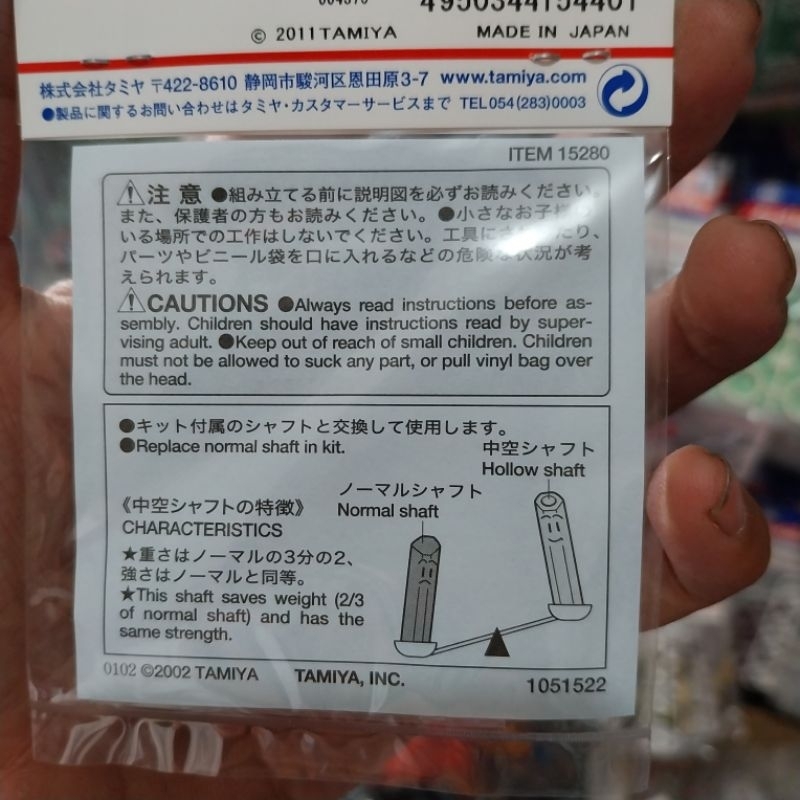 © 2011 TAMIYA MADE IN JAPAN
株式会社タミヤ 〒422-8610 静岡市駿河区恩田原3-7 www.tamiya.com
●製品に関するお問い合わせはタミヤ・カスタマーサービスまで TEL054(283)0003
ITEM 15280
⚠注意 ●組み立てる前に説明図を必ずお読みください。
また、保護者の方もお読みください。●小さなお子様の
いる場所での工作はしないでください。工具にさわったり、
パーツやビニール袋を口に入れるなどの危険な状況が考
えられます。
⚠CAUTIONS ●Always read instructions before as-
sembly. Children should have instructions read by super-
vising adult. ●Keep out of reach of small children. Children
must not be allowed to suck any part, or pull vinyl bag over
the head.
●キット付属のシャフトと交換して使用します。
●Replace normal shaft in kit.
中空シャフト
Hollow shaft
ノーマルシャフト
Normal shaft
《中空シャフトの特徴》
CHARACTERISTICS
★重さはノーマルの3分の2、
強さはノーマルと同等。
★This shaft saves weight (2/3
of normal shaft) and has the
same strength.
0102 ©2002 TAMIYA TAMIYA, INC. 1051522